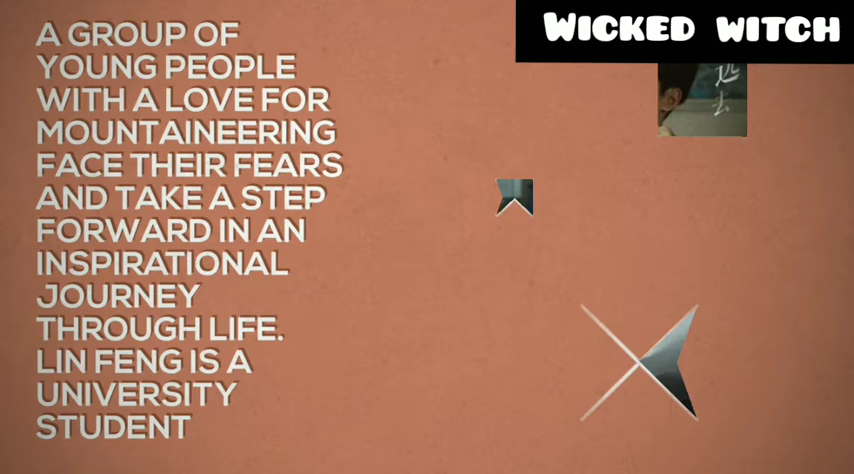 WICKED WITCH
A GROUP OF
YOUNG PEOPLE
WITH A LOVE FOR
MOUNTAINEERING
FACE THEIR FEARS
AND TAKE A STEP
FORWARD IN AN
INSPIRATIONAL
JOURNEY
THROUGH LIFE.
LIN FENG IS A
UNIVERSITY
STUDENT
去